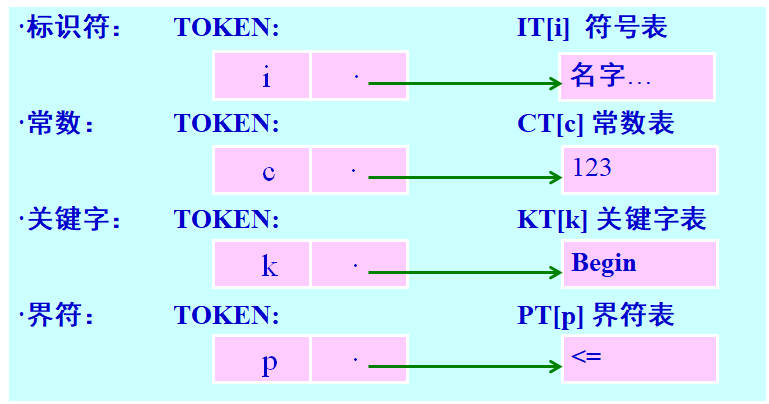 ·标识符： TOKEN: IT[i] 符号表
i · 名字…
·常数： TOKEN: CT[c] 常数表
c · 123
·关键字： TOKEN: KT[k] 关键字表
k · Begin
·界符： TOKEN: PT[p] 界符表
p · <=